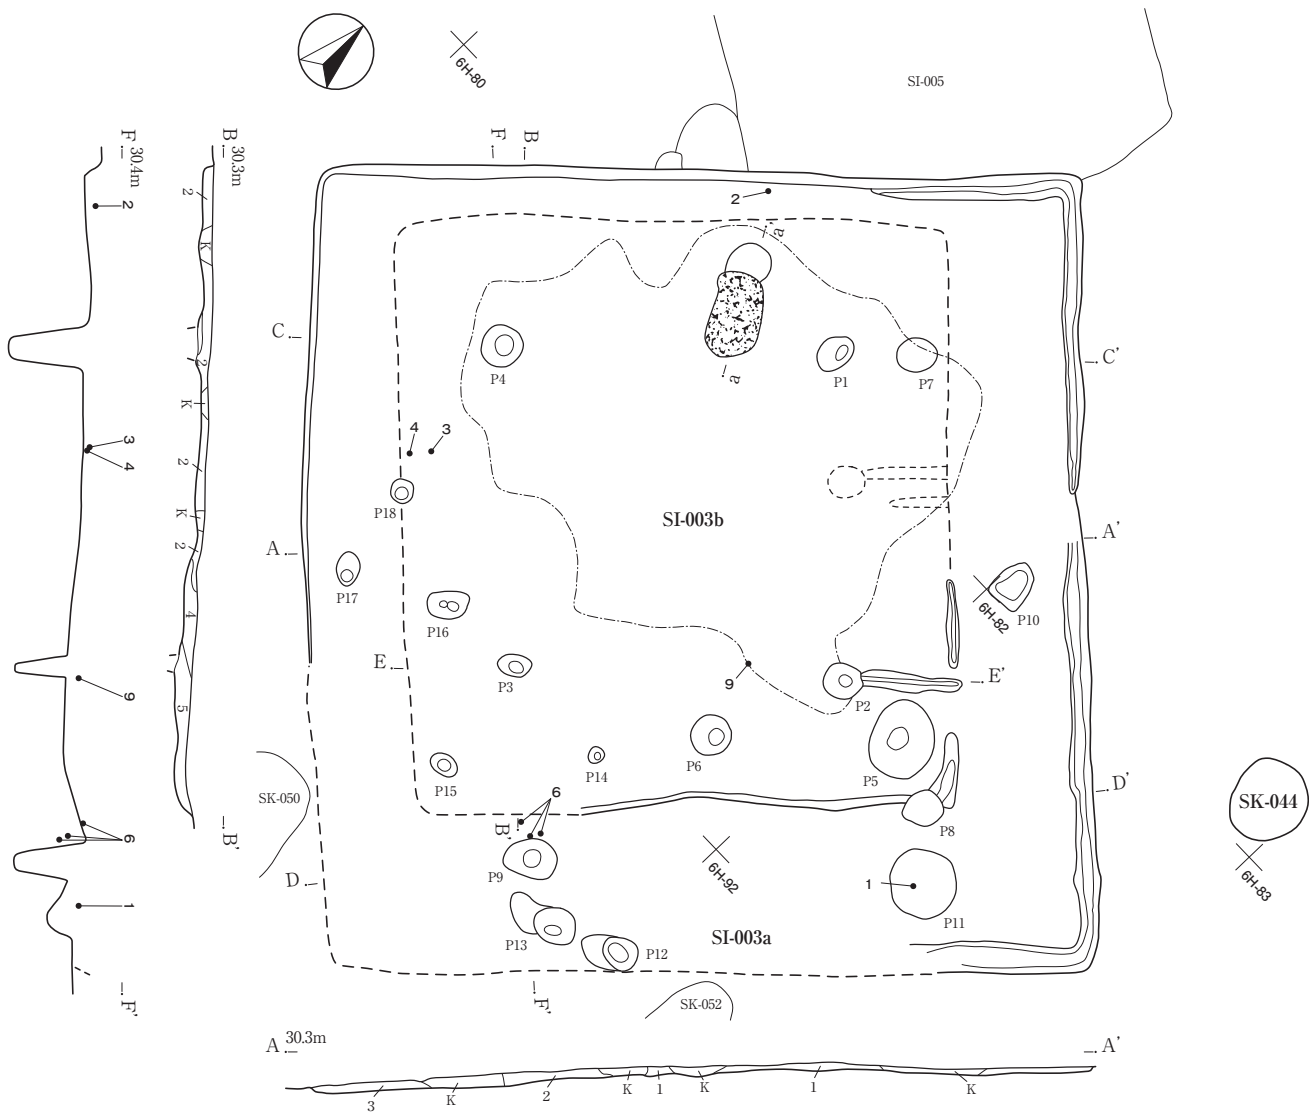 6H-80
SI-005
F
30.4m
B
30.3m
F
B
2
2
2
K
a'
C
C'
P4
P1
P7
2
a
K
3
4
4
3
2
P18
K
SI-003b
A
A'
2
P17
6H-82
P10
4
P16
E
P3
9
E'
9
P2
5
P6
P5
P14
P15
D'
SK-050
6
SK-044
B'
B'
P8
6
6H-92
6H-83
P9
D
1
P11
1
P13
SI-003a
P12
F'
F'
SK-052
A
30.3m
A'
3
K
2
K
1
K
1
K